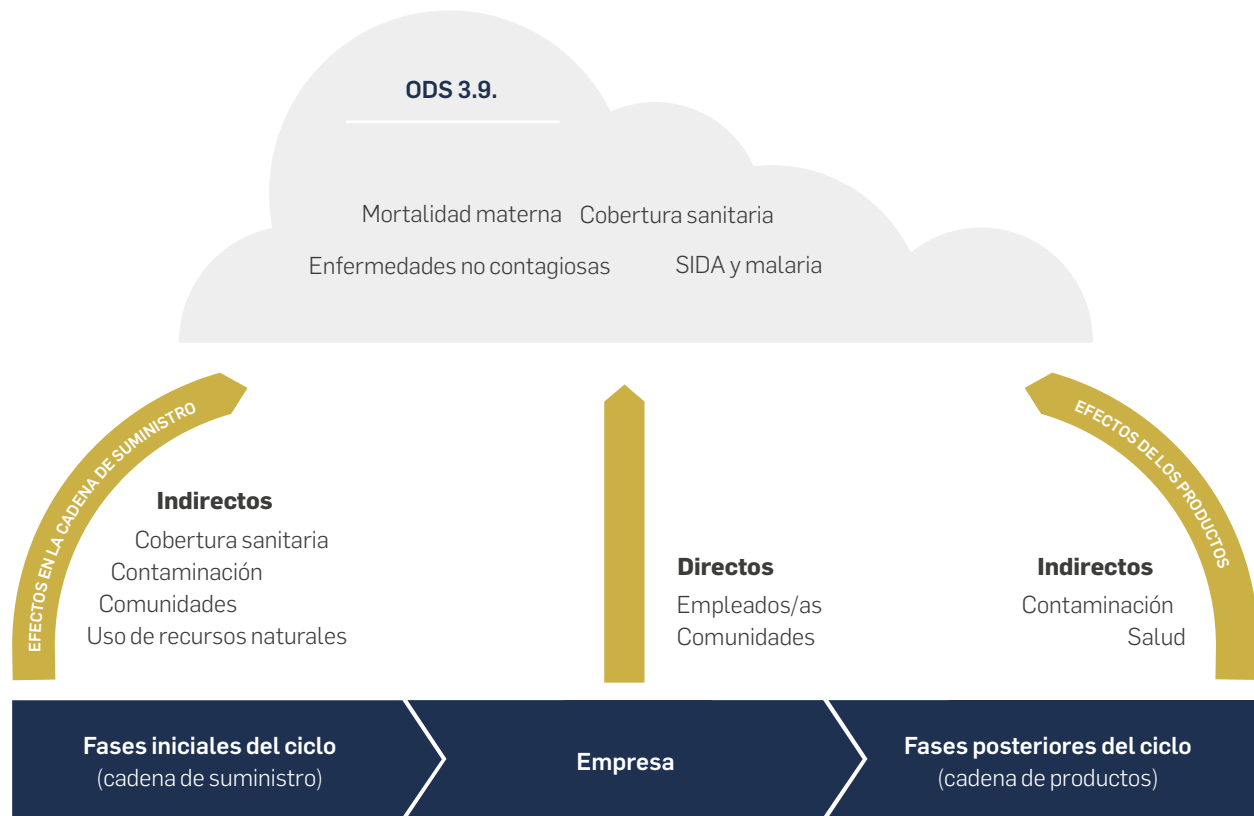 ODS 3.9.
Mortalidad materna
Cobertura sanitaria
Enfermedades no contagiosas
SIDA y malaria
EFECTOS EN LA CADENA DE SUMINISTRO
Indirectos
Cobertura sanitaria
Contaminación
Comunidades
Uso de recursos naturales
Directos
Empleados/as
Comunidades
EFECTOS DE LOS PRODUCTOS
Indirectos
Contaminación
Salud
Fases iniciales del ciclo
(cadena de suministro)
Empresa
Fases posteriores del ciclo
(cadena de productos)